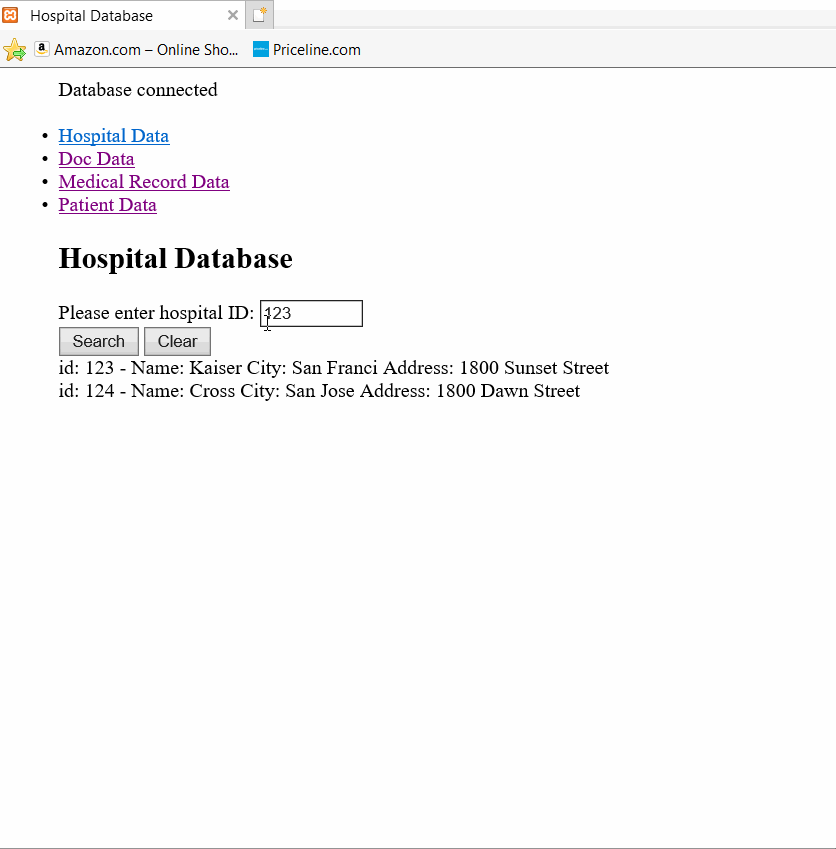 Hospital Database
Amazon.com – Online Sho... Priceline.com
Database connected
• Hospital Data
• Doc Data
• Medical Record Data
• Patient Data
Hospital Database
Please enter hospital ID: 123
Search Clear
id: 123 - Name: Kaiser City: San Franci Address: 1800 Sunset Street
id: 124 - Name: Cross City: San Jose Address: 1800 Dawn Street